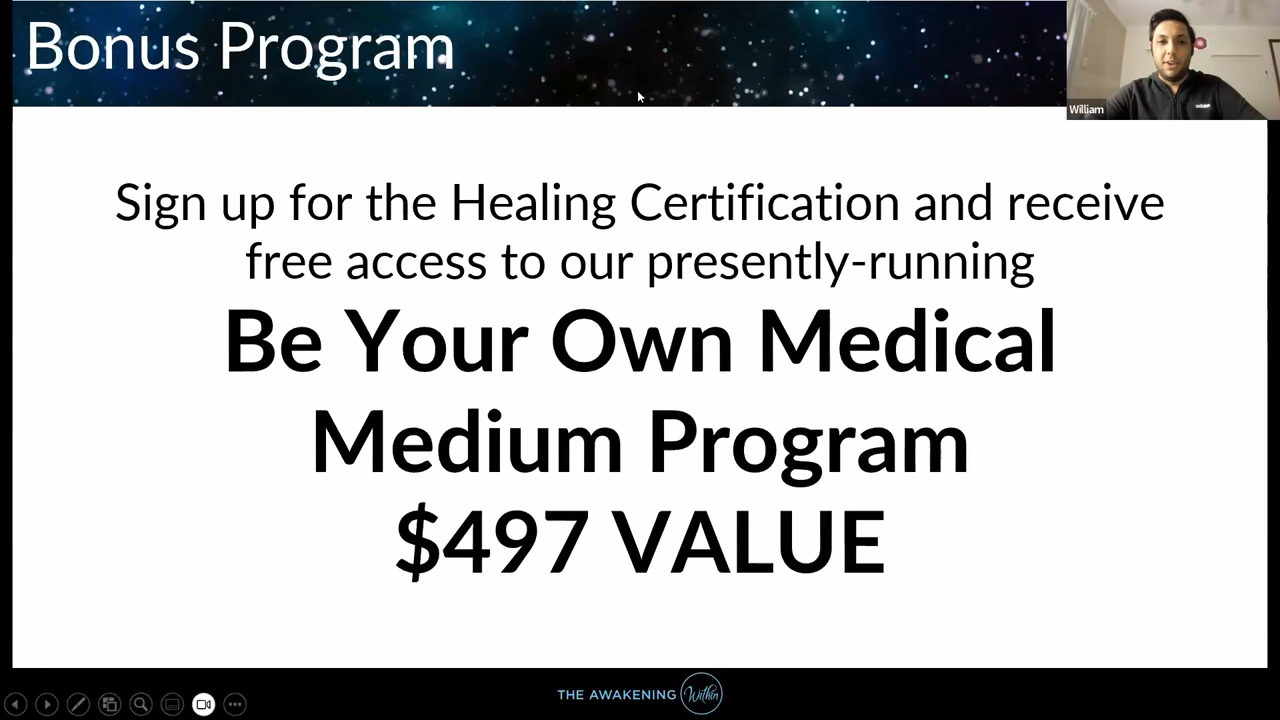 Bonus Program
William
Sign up for the Healing Certification and receive
free access to our presently-running
Be Your Own Medical
Medium Program
$497 VALUE
THE AWAKENING Within